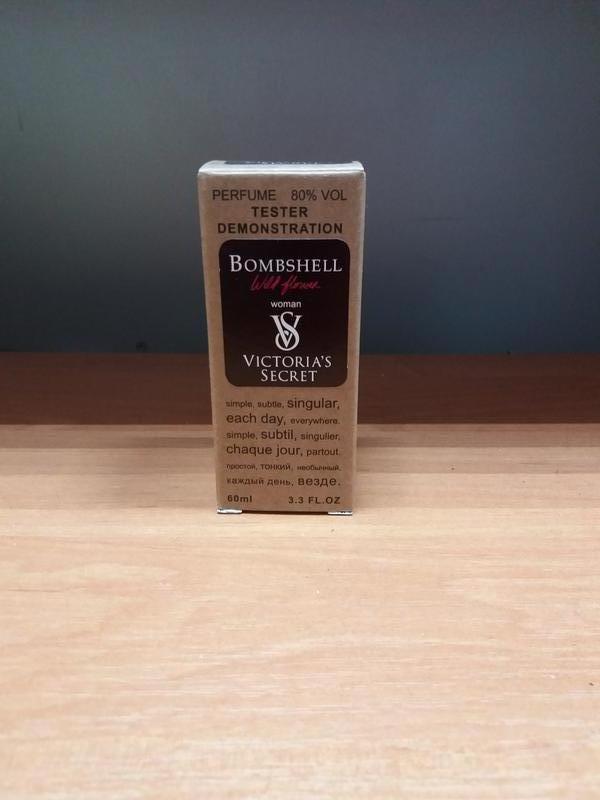 PERFUME 80% VOL
TESTER
DEMONSTRATION
BOMBSHELL
Wild flower
woman
VS
VICTORIA'S
SECRET
simple, subtle, singular,
each day, everywhere.
simple, subtil, singulier,
chaque jour, partout.
простой, тонкий, необычный,
каждый день, везде.
60ml 3.3 FL.OZ